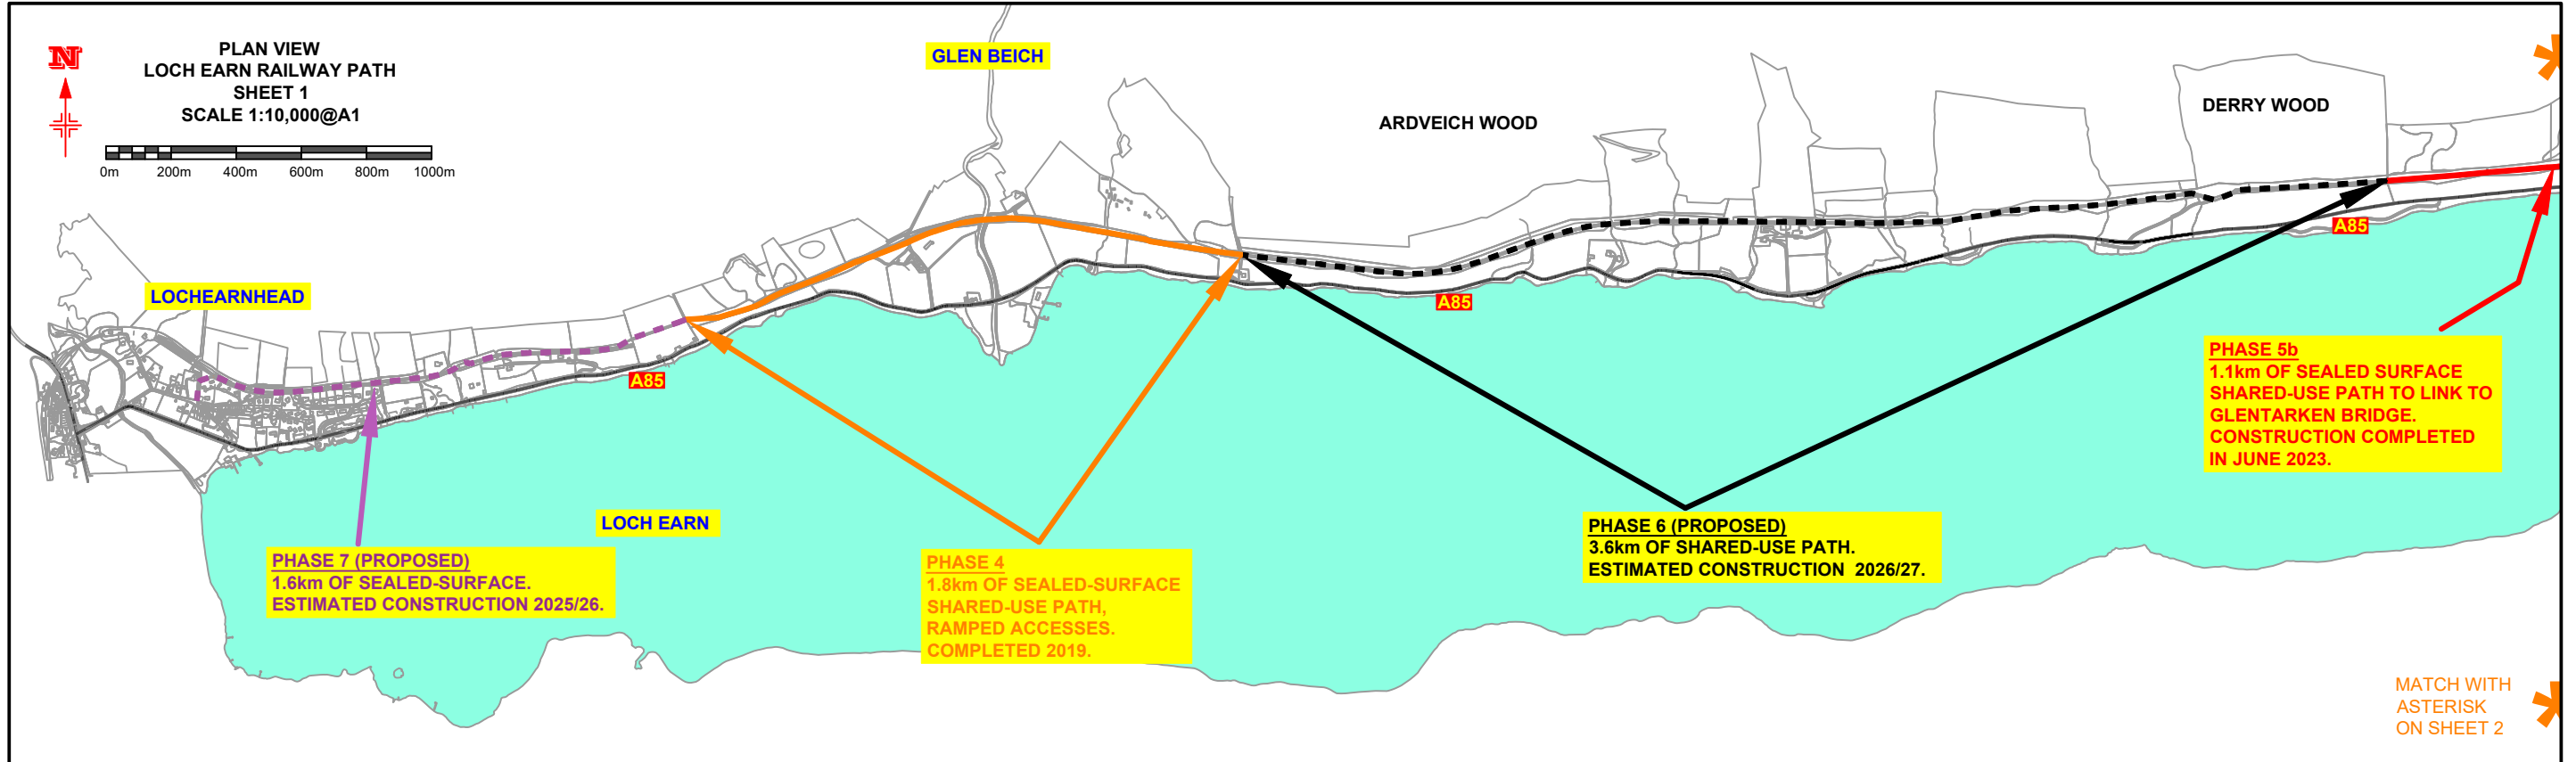 N
PLAN VIEW
LOCH EARN RAILWAY PATH
SHEET 1
SCALE 1:10,000@A1
0m 200m 400m 600m 800m 1000m
GLEN BEICH
ARDVEICH WOOD
DERRY WOOD
LOCHEARNHEAD
A85
A85
A85
LOCH EARN
PHASE 7 (PROPOSED)
1.6km OF SEALED-SURFACE.
ESTIMATED CONSTRUCTION 2025/26.
PHASE 4
1.8km OF SEALED-SURFACE
SHARED-USE PATH,
RAMPED ACCESSES.
COMPLETED 2019.
PHASE 6 (PROPOSED)
3.6km OF SHARED-USE PATH.
ESTIMATED CONSTRUCTION 2026/27.
PHASE 5b
1.1km OF SEALED SURFACE
SHARED-USE PATH TO LINK TO
GLENTARKEN BRIDGE.
CONSTRUCTION COMPLETED
IN JUNE 2023.
MATCH WITH
ASTERISK
ON SHEET 2